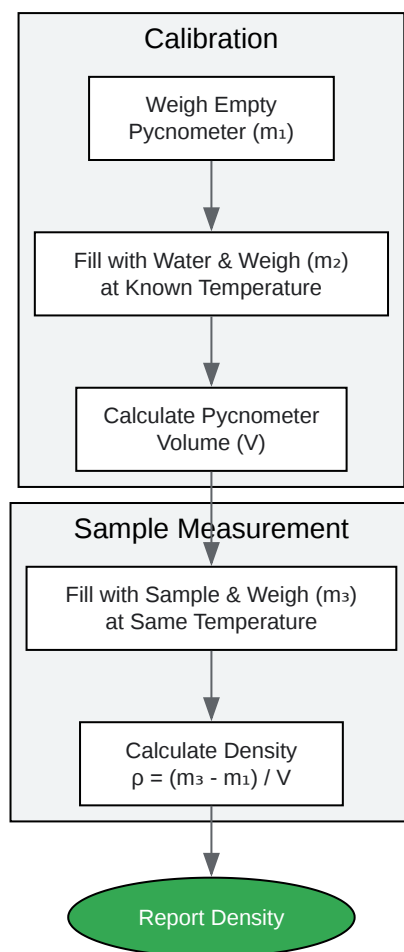 Calibration
Weigh Empty
Pycnometer (m₁)
Fill with Water & Weigh (m₂)
at Known Temperature
Calculate Pycnometer
Volume (V)
Sample Measurement
Fill with Sample & Weigh (m₃)
at Same Temperature
Calculate Density
ρ = (m₃ - m₁) / V
Report Density